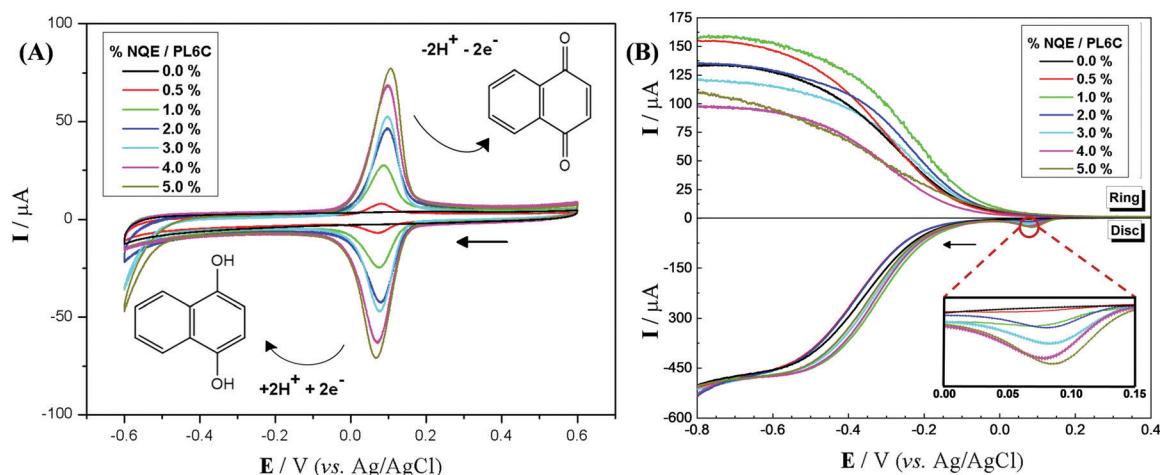 (A)
100
50
0
-50
-100
I / μA
% NQE / PL6C
0.0 %
0.5 %
1.0 %
2.0 %
3.0 %
4.0 %
5.0 %
-2H+ - 2e-
O
O
OH
OH
+2H+ + 2e-
-0.6 -0.4 -0.2 0.0 0.2 0.4 0.6
E / V (vs. Ag/AgCl)
(B)
175
150
125
100
75
50
25
0
-150
-300
-450
-600
I / μA
I / μA
% NQE / PL6C
0.0 %
0.5 %
1.0 %
2.0 %
3.0 %
4.0 %
5.0 %
Ring
Disc
0.00 0.05 0.10 0.15
-0.8 -0.6 -0.4 -0.2 0.0 0.2 0.4
E / V (vs. Ag/AgCl)